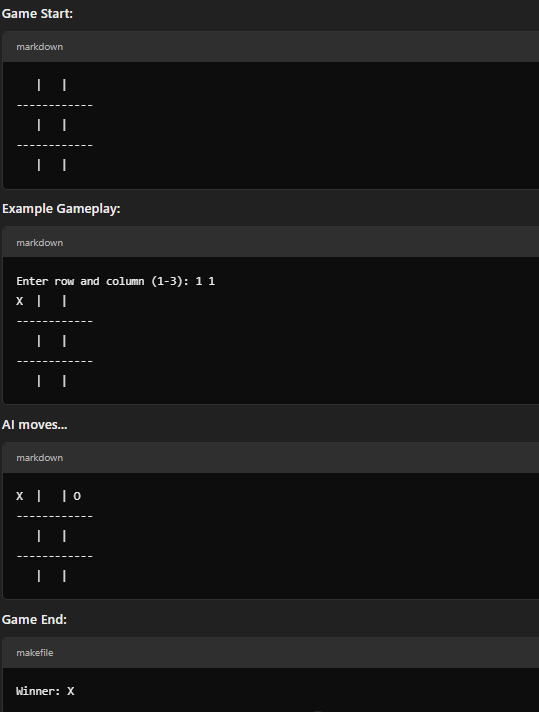 Game Start:
markdown
   |   |
------------
   |   |
------------
   |   |
Example Gameplay:
markdown
Enter row and column (1-3): 1 1
X  |   |
------------
   |   |
------------
   |   |
AI moves...
markdown
X  |   | O
------------
   |   |
------------
   |   |
Game End:
makefile
Winner: X